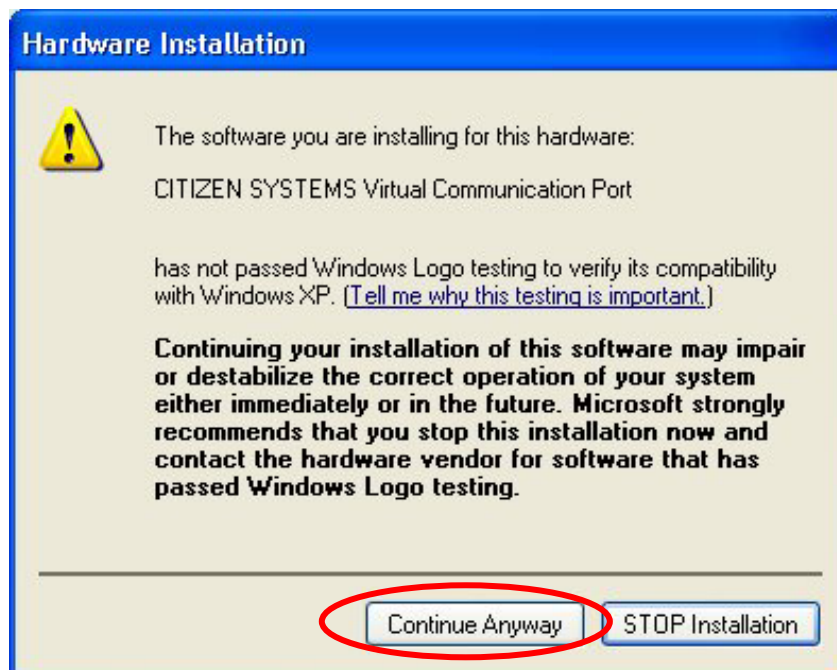 Hardware Installation
The software you are installing for this hardware:
CITIZEN SYSTEMS Virtual Communication Port
has not passed Windows Logo testing to verify its compatibility
with Windows XP. (Tell me why this testing is important.)
Continuing your installation of this software may impair
or destabilize the correct operation of your system
either immediately or in the future. Microsoft strongly
recommends that you stop this installation now and
contact the hardware vendor for software that has
passed Windows Logo testing.
Continue Anyway STOP Installation